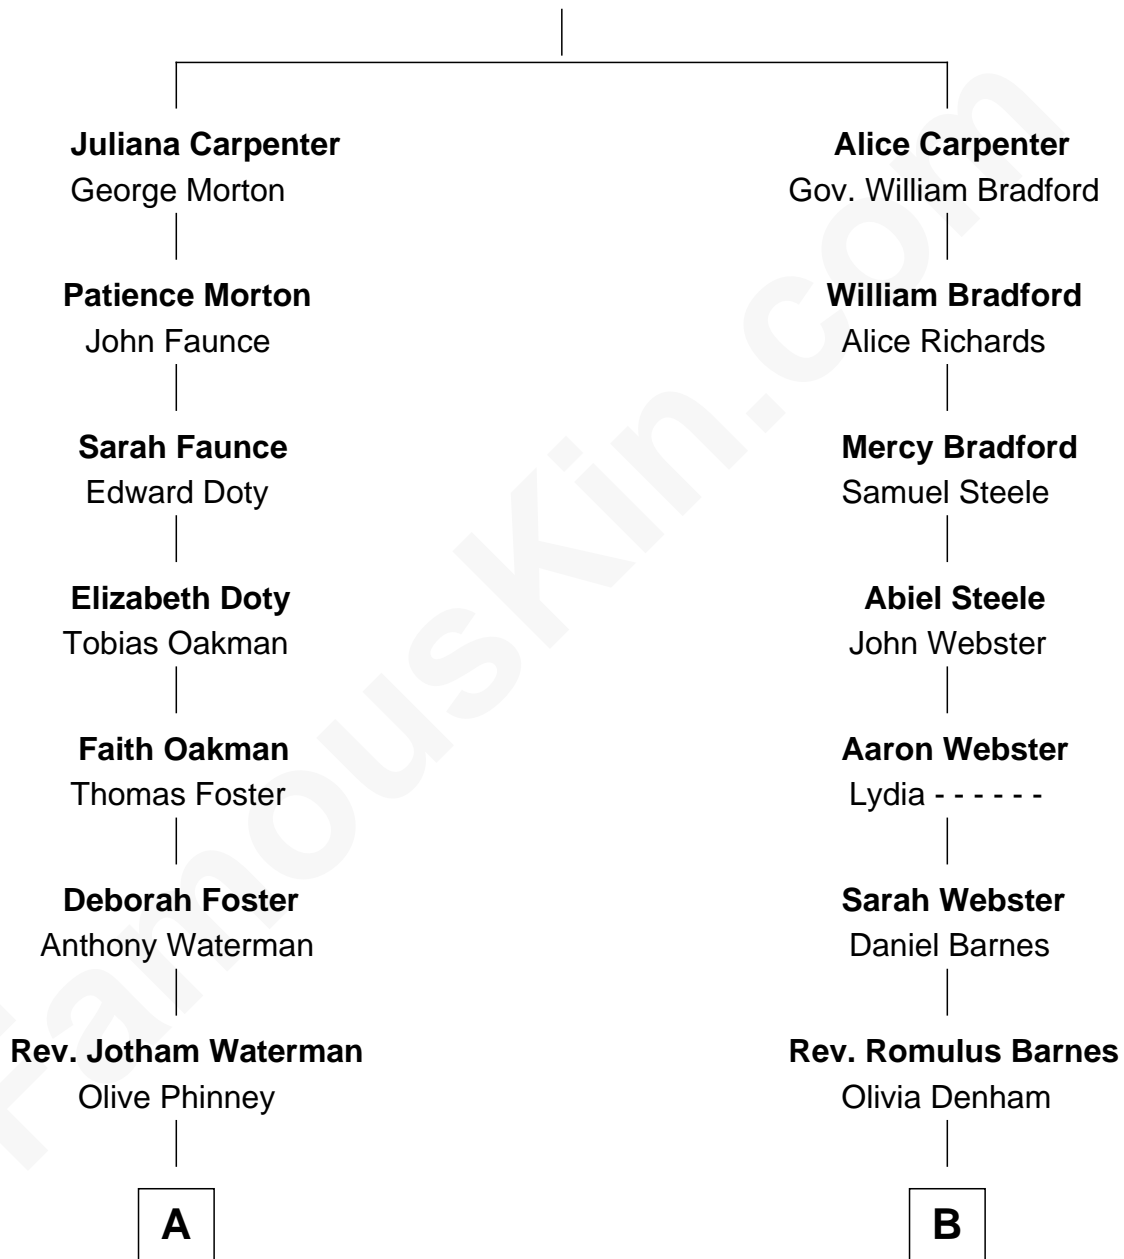 Juliana Carpenter
George Morton
Patience Morton
John Faunce
Sarah Faunce
Edward Doty
Elizabeth Doty
Tobias Oakman
Faith Oakman
Thomas Foster
Deborah Foster
Anthony Waterman
Rev. Jotham Waterman
Olive Phinney
A
Alice Carpenter
Gov. William Bradford
William Bradford
Alice Richards
Mercy Bradford
Samuel Steele
Abiel Steele
John Webster
Aaron Webster
Lydia - - - - - -
Sarah Webster
Daniel Barnes
Rev. Romulus Barnes
Olivia Denham
B
FamousKin.com